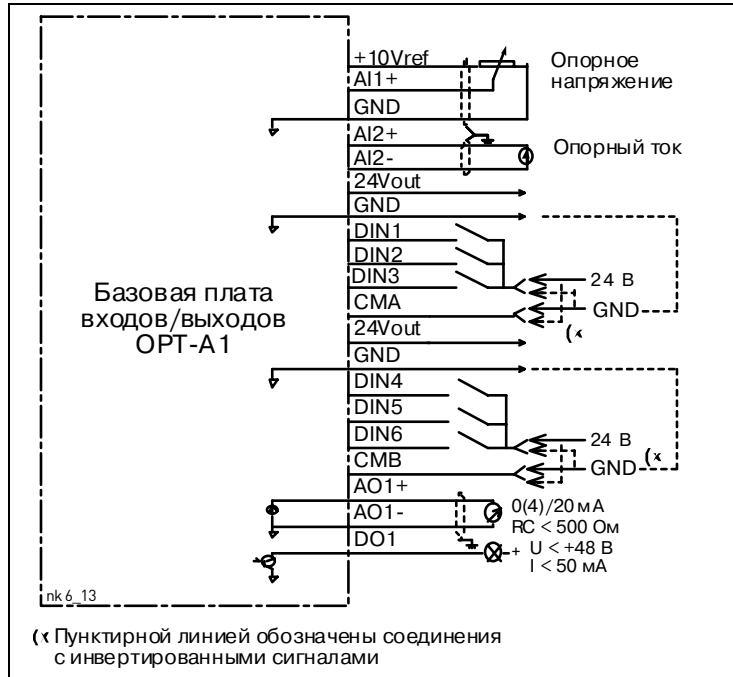 +10Vref
Опорное
напряжение
AI1+
GND
AI2+
AI2-
Опорный ток
24Vout
GND
DIN1
DIN2
DIN3
24 В
CMA
GND
(x
24Vout
GND
DIN4
DIN5
DIN6
24 В
CMB
GND
(x
AO1+
AO1-
0(4)/20 мА
RC < 500 Ом
DO1
+ U < +48 В
I < 50 мА
Базовая плата
входов/выходов
OPT-A1
nk6_13
(x Пунктирной линией обозначены соединения
с инвертированными сигналами